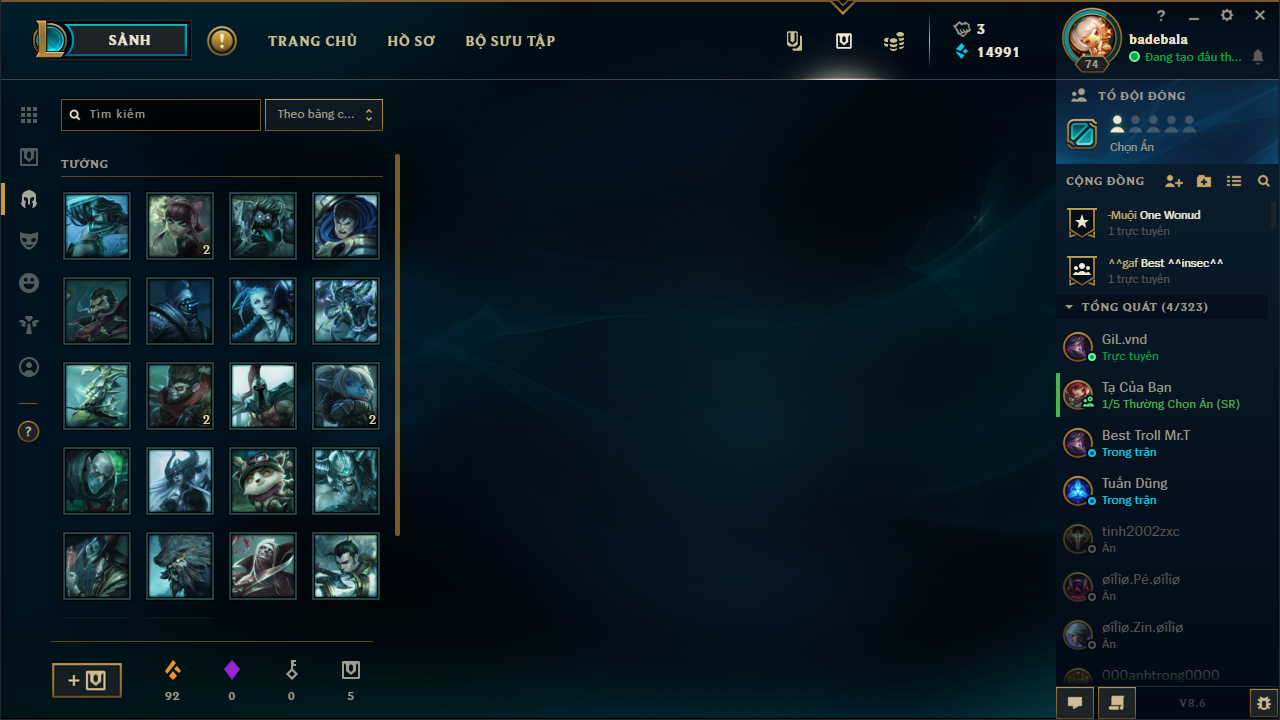 SẢNH
TRANG CHỦ
HỒ SƠ
BỘ SƯU TẬP
3
14991
?
74
badebala
Đang tạo đấu th...
Tìm kiếm
Theo bảng c...
TƯỚNG
2
2
2
?
92
0
0
5
TỔ ĐỘI ĐÓNG
Chọn Ẩn
CỘNG ĐỒNG
-Muội One Wonud
1 trực tuyến
^^gaf Best ^^insec^^
1 trực tuyến
TỔNG QUÁT (4/323)
GiL.vnd
Trực tuyến
Tạ Của Bạn
1/5 Thường Chọn Ẩn (SR)
Best Troll Mr.T
Trong trận
Tuấn Dũng
Trong trận
tinh2002zxc
Ẩn
øîlîø.Pé.øîlîø
Ẩn
øîlîø.Zin.øîlîø
Ẩn
000anhtrong0000
V8.6